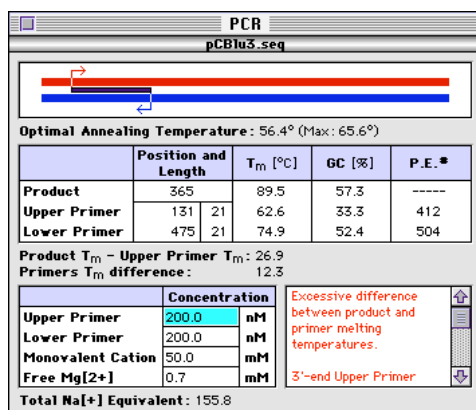 PCR
pCBlu3.seq
Optimal Annealing Temperature: 56.4° (Max: 65.6°)
Position and Length Tm [°C] GC [%] P.E.#
Product 365 89.5 57.3 -----
Upper Primer 131 21 62.6 33.3 412
Lower Primer 475 21 74.9 52.4 504
Product Tm - Upper Primer Tm: 26.9
Primers Tm difference: 12.3
Concentration
Upper Primer 200.0 nM
Lower Primer 200.0 nM
Monovalent Cation 50.0 mM
Free Mg[2+] 0.7 mM
Total Na[+] Equivalent: 155.8
Excessive difference
between product and
primer melting
temperatures.
3'-end Upper Primer